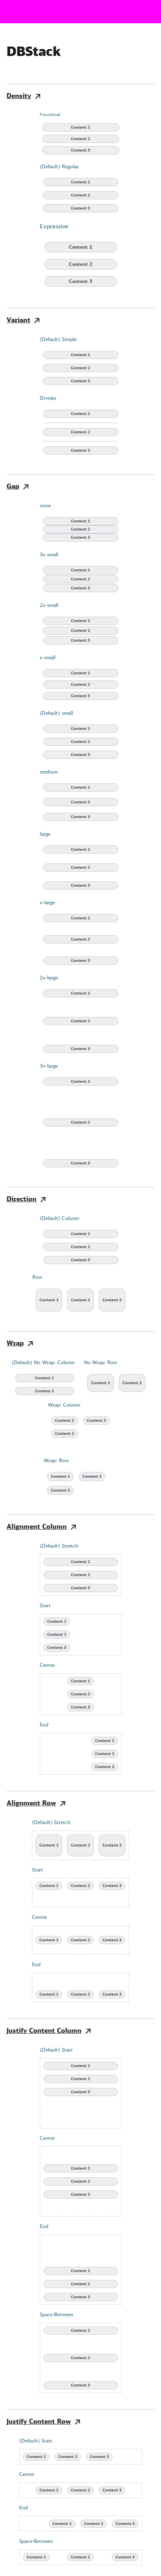 DBStack
Density
Functional
Content 1
Content 2
Content 3
(Default) Regular
Content 1
Content 2
Content 3
Expressive
Content 1
Content 2
Content 3
Variant
(Default) Simple
Content 1
Content 2
Content 3
Divider
Content 1
Content 2
Content 3
Gap
none
Content 1
Content 2
Content 3
3x-small
Content 1
Content 2
Content 3
2x-small
Content 1
Content 2
Content 3
x-small
Content 1
Content 2
Content 3
(Default) small
Content 1
Content 2
Content 3
medium
Content 1
Content 2
Content 3
large
Content 1
Content 2
Content 3
x-large
Content 1
Content 2
Content 3
2x-large
Content 1
Content 2
Content 3
3x-large
Content 1
Content 2
Content 3
Direction
(Default) Column
Content 1
Content 2
Content 3
Row
Content 1 Content 2 Content 3
Wrap
(Default) No Wrap: Column No Wrap: Row
Content 1
Content 2
Content 1 Content 2
Wrap: Column
Content 1 Content 3
Content 2
Wrap: Row
Content 1 Content 2
Content 3
Alignment Column
(Default) Stretch
Content 1
Content 2
Content 3
Start
Content 1
Content 2
Content 3
Center
Content 1
Content 2
Content 3
End
Content 1
Content 2
Content 3
Alignment Row
(Default) Stretch
Content 1 Content 2 Content 3
Start
Content 1 Content 2 Content 3
Center
Content 1 Content 2 Content 3
End
Content 1 Content 2 Content 3
Justify Content Column
(Default) Start
Content 1
Content 2
Content 3
Center
Content 1
Content 2
Content 3
End
Content 1
Content 2
Content 3
Space-Between
Content 1
Content 2
Content 3
Justify Content Row
(Default) Start
Content 1 Content 2 Content 3
Center
Content 1 Content 2 Content 3
End
Content 1 Content 2 Content 3
Space-Between
Content 1 Content 2 Content 3